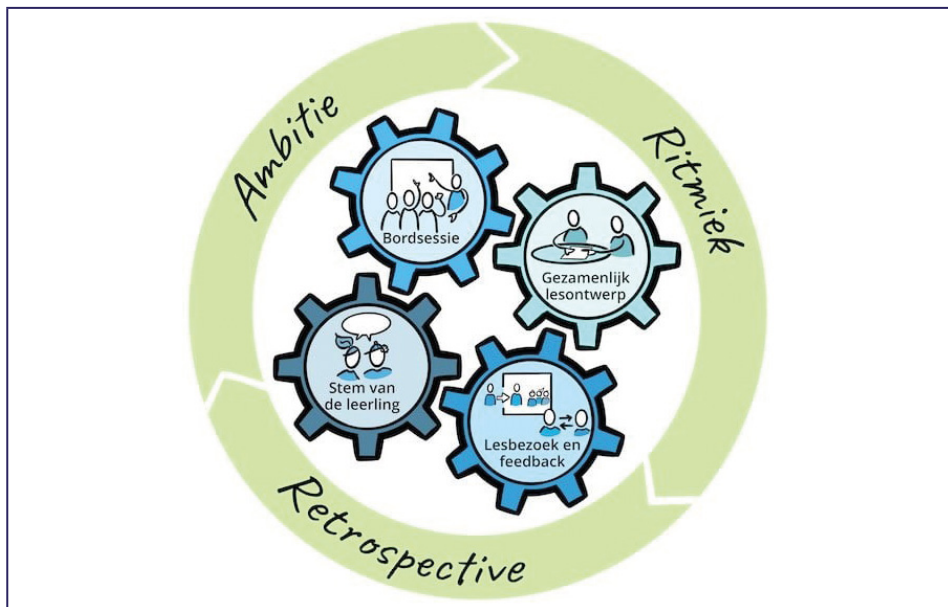 Ambitie
Ritmiek
Bordsessie
Gezamenlijk
lesontwerp
Stem van
de leerling
Lesbezoek en
feedback
Retrospective